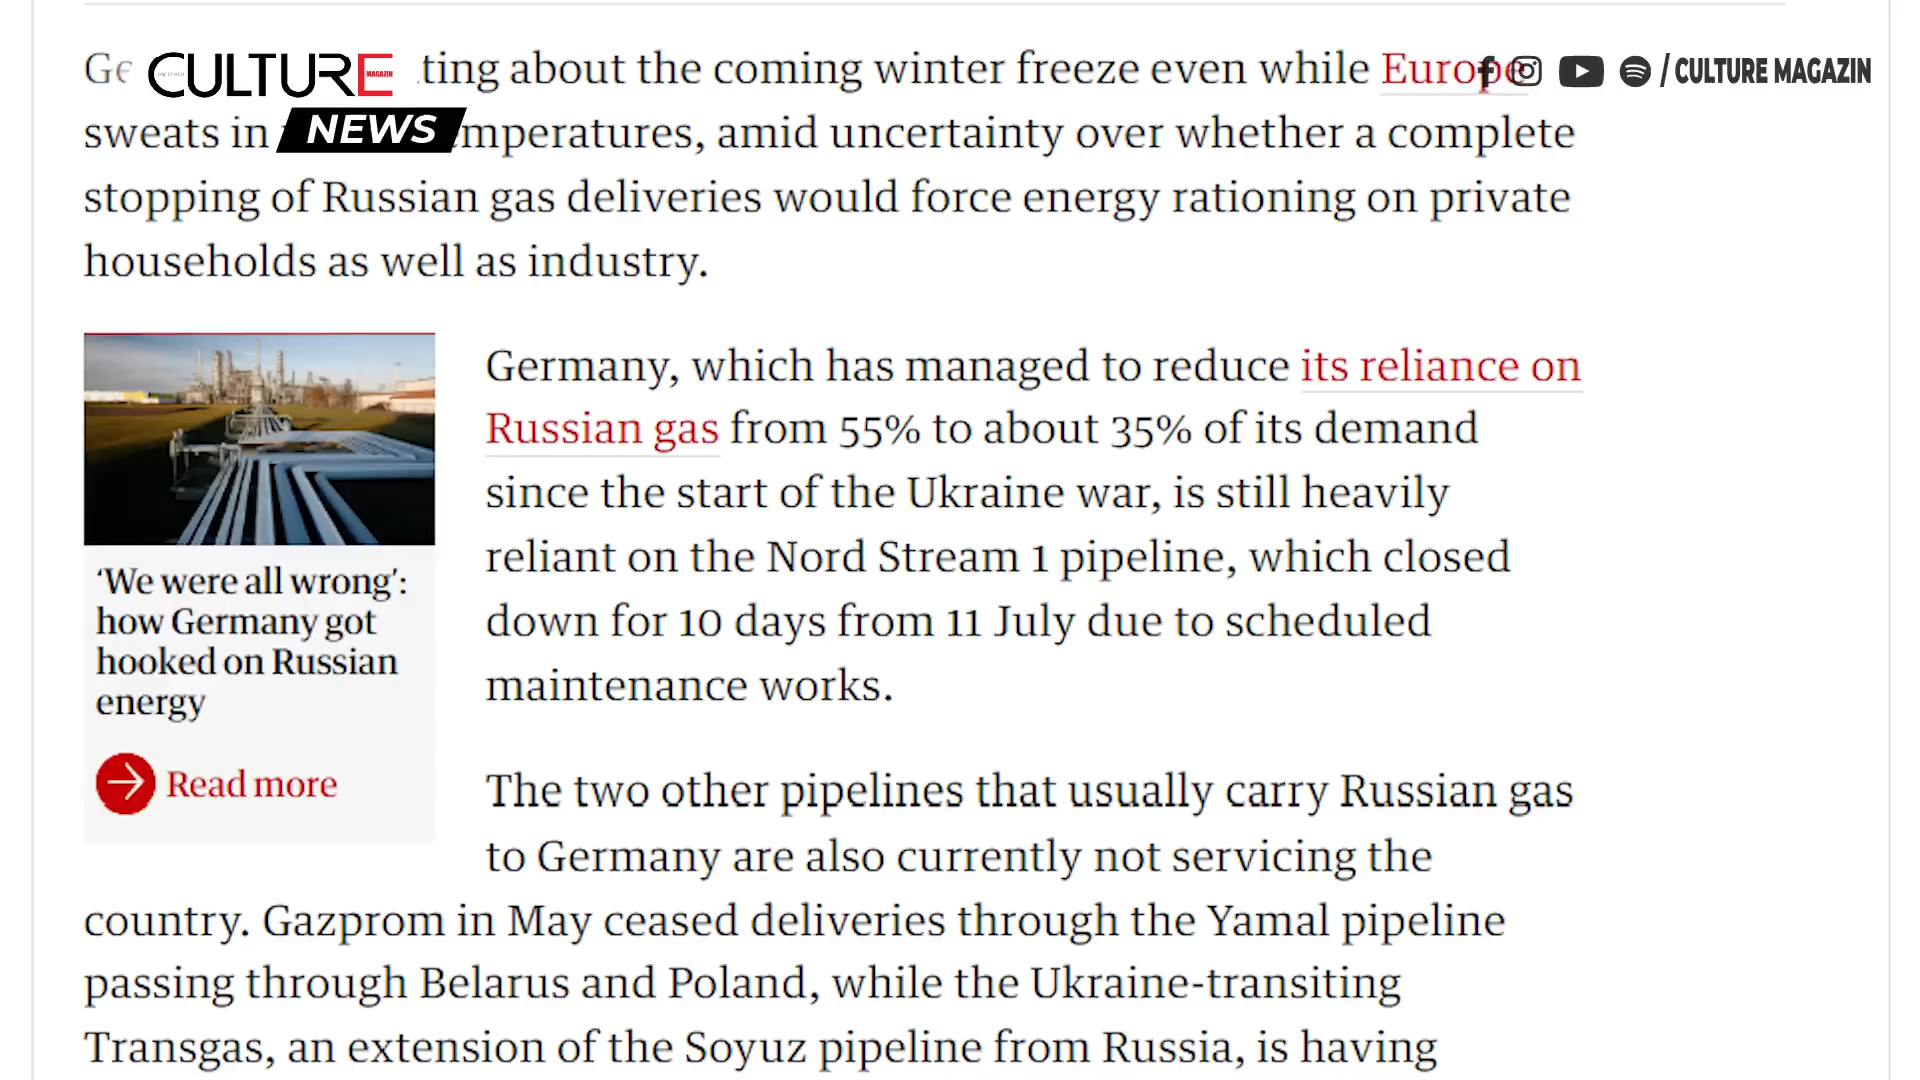 CULTURE
MAGAZIN
NEWS
/ CULTURE MAGAZIN
ting about the coming winter freeze even while Europe
sweats in mperatures, amid uncertainty over whether a complete
stopping of Russian gas deliveries would force energy rationing on private
households as well as industry.
‘We were all wrong’:
how Germany got
hooked on Russian
energy
Read more
Germany, which has managed to reduce its reliance on
Russian gas from 55% to about 35% of its demand
since the start of the Ukraine war, is still heavily
reliant on the Nord Stream 1 pipeline, which closed
down for 10 days from 11 July due to scheduled
maintenance works.
The two other pipelines that usually carry Russian gas
to Germany are also currently not servicing the
country. Gazprom in May ceased deliveries through the Yamal pipeline
passing through Belarus and Poland, while the Ukraine-transiting
Transgas, an extension of the Soyuz pipeline from Russia, is having